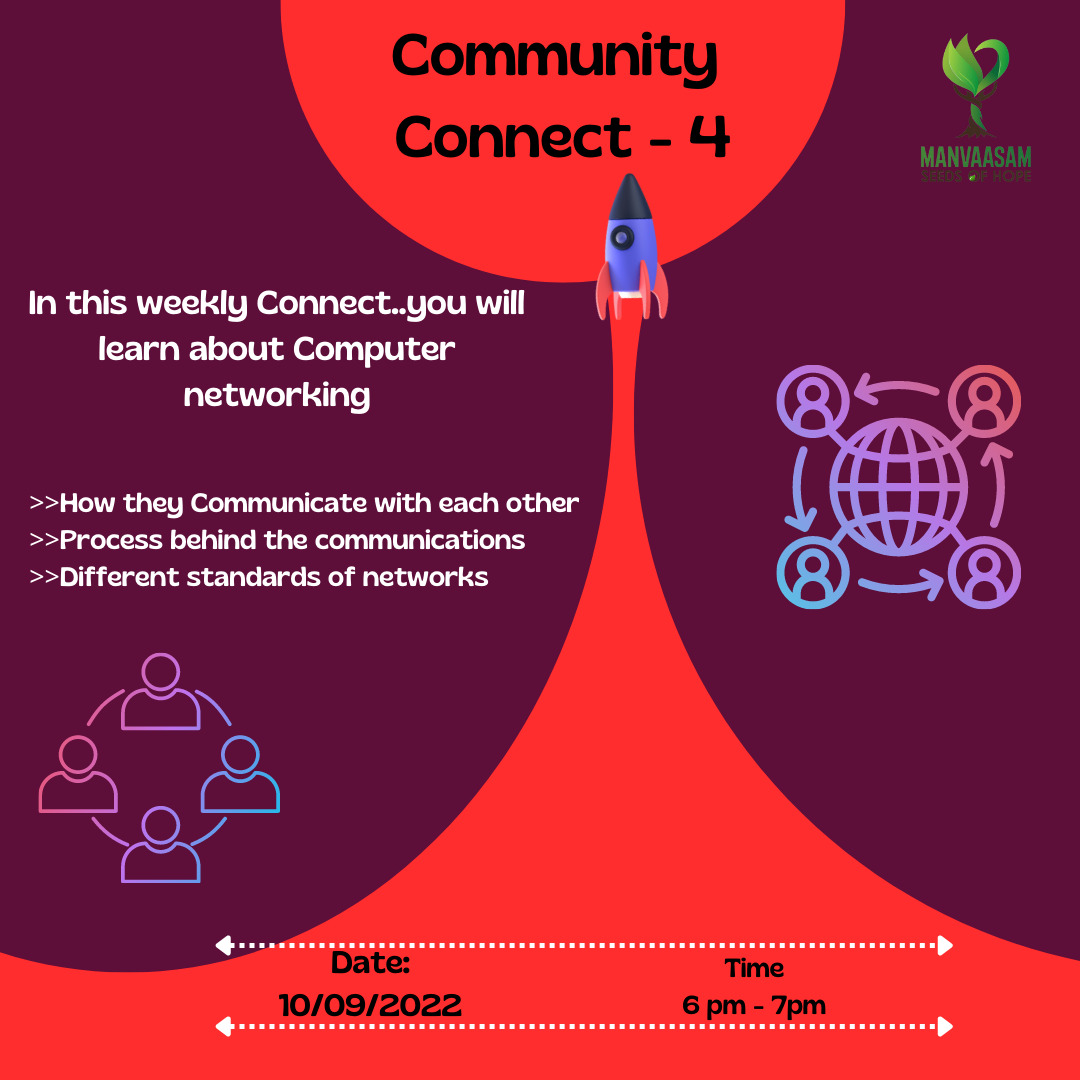 Community
Connect - 4
MANVAASAM
SEEDS OF HOPE
In this weekly Connect..you will
learn about Computer
networking
>>How they Communicate with each other
>>Process behind the communications
>>Different standards of networks
Date:
10/09/2022
Time
6 pm - 7pm